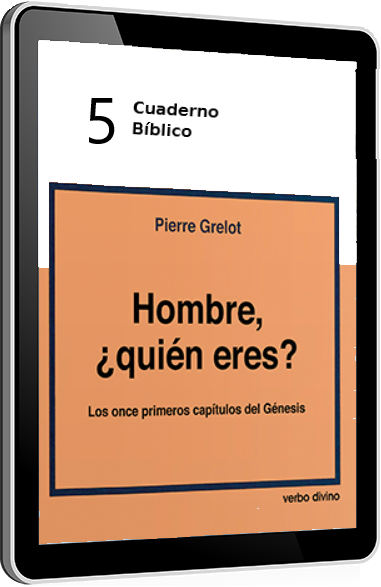 5 Cuaderno
Bíblico
Pierre Grelot
Hombre,
¿quién eres?
Los once primeros capítulos del Génesis
verbo divino